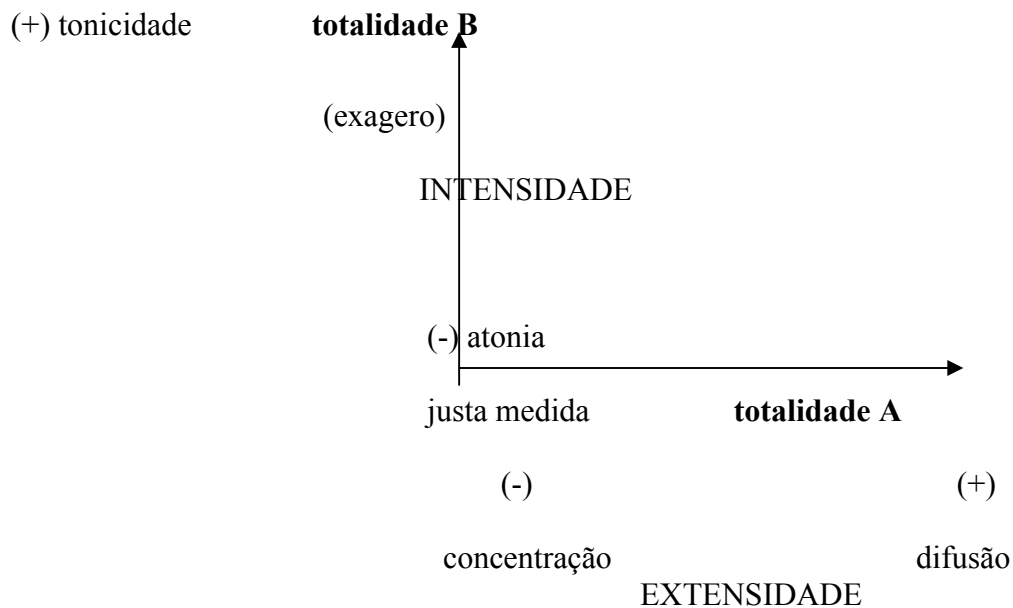 (+) tonicidade totalidade B
(exagero)
INTENSIDADE
(-) atonia
justa medida totalidade A
(-) (+)
concentração difusão
EXTENSIDADE